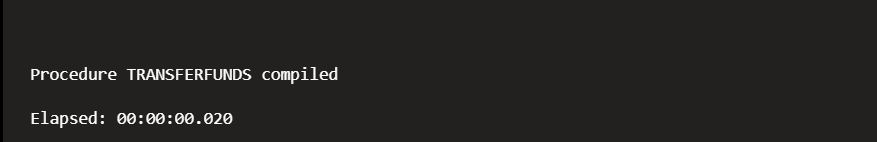 Procedure TRANSFERFUNDS compiled
Elapsed: 00:00:00.020